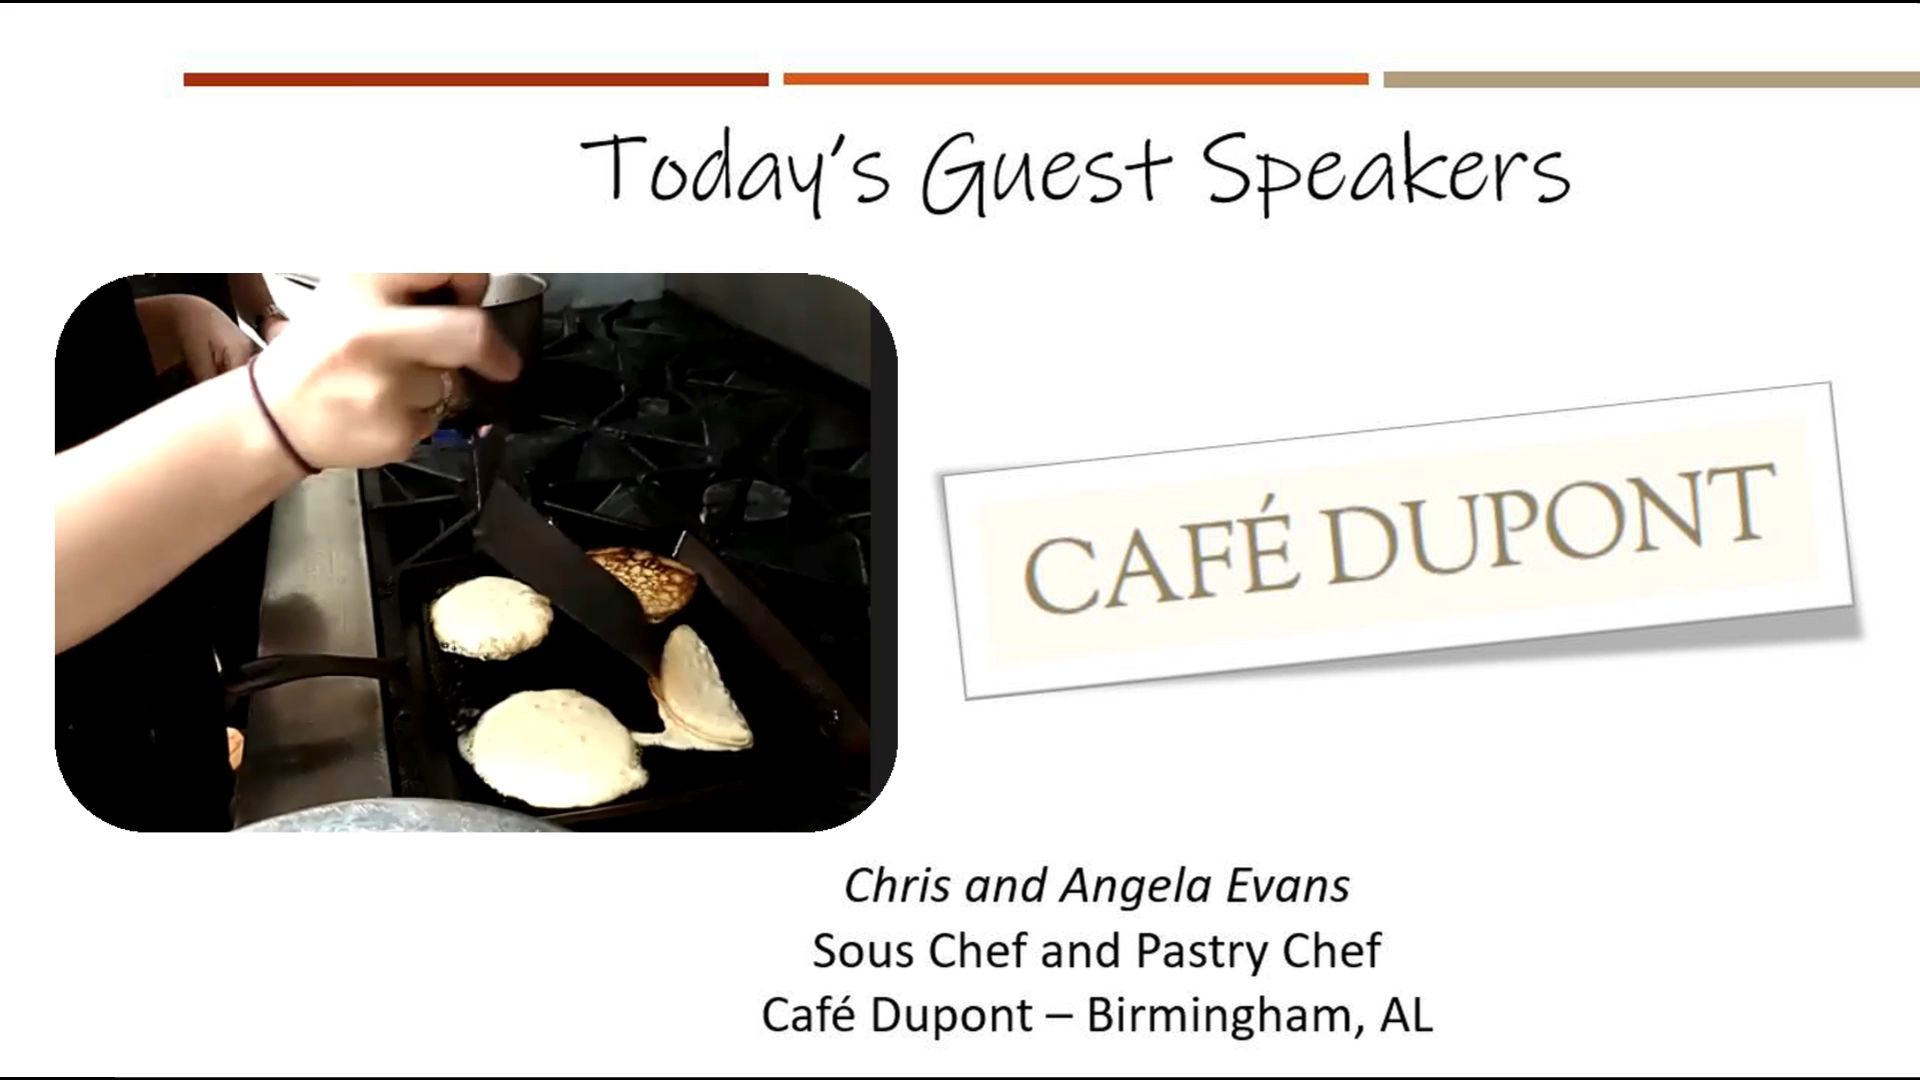 Today's Guest Speakers
CAFÉ DUPONT
Chris and Angela Evans
Sous Chef and Pastry Chef
Café Dupont – Birmingham, AL